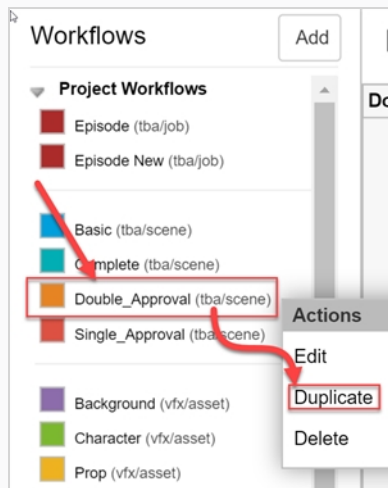 Workflows
Add
Project Workflows
Episode (tba/job)
Episode New (tba/job)
Basic (tba/scene)
Complete (tba/scene)
Double_Approval (tba/scene)
Single_Approval (tba/scene)
Actions
Edit
Duplicate
Delete
Background (vfx/asset)
Character (vfx/asset)
Prop (vfx/asset)